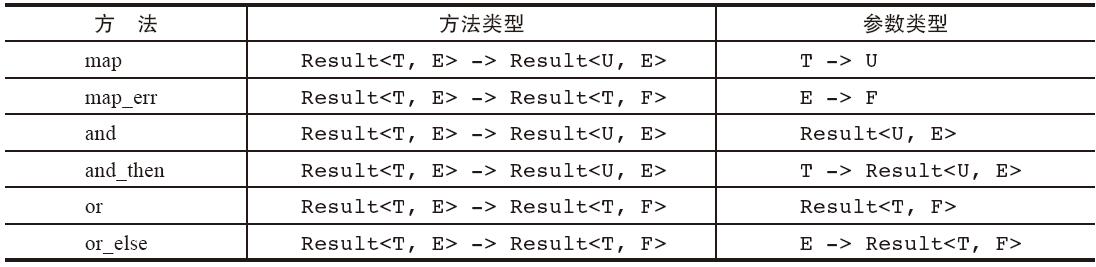 方 法 方法类型 参数类型
map Result<T, E> -> Result<U, E> T -> U
map_err Result<T, E> -> Result<T, F> E -> F
and Result<T, E> -> Result<U, E> Result<U, E>
and_then Result<T, E> -> Result<U, E> T -> Result<U, E>
or Result<T, E> -> Result<T, F> Result<T, F>
or_else Result<T, E> -> Result<T, F> E -> Result<T, F>